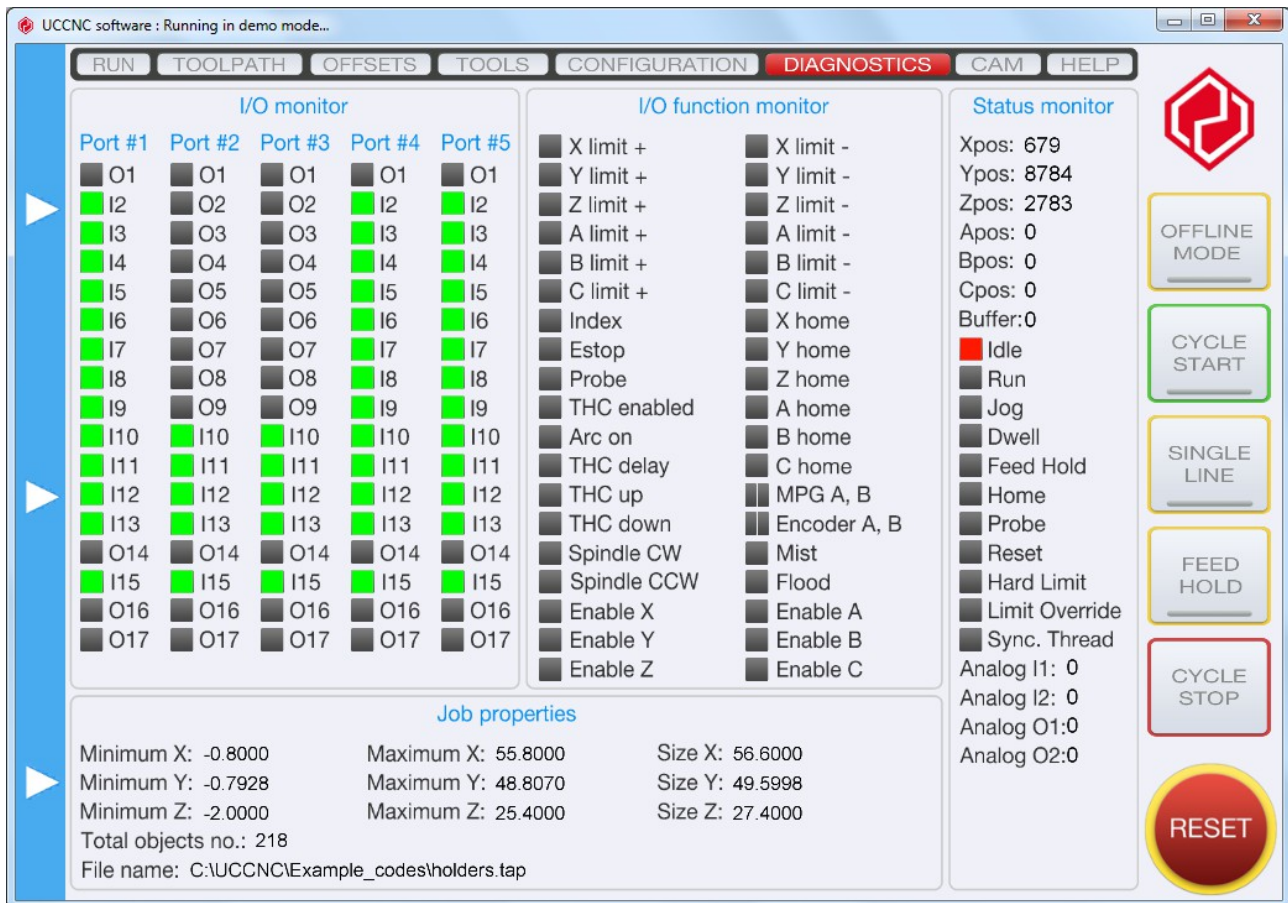 UCCNC software : Running in demo mode...
RUN TOOLPATH OFFSETS TOOLS CONFIGURATION DIAGNOSTICS CAM HELP
I/O monitor
Port #1 Port #2 Port #3 Port #4 Port #5
O1 O1 O1 O1 O1
I2 O2 O2 I2 I2
I3 O3 O3 I3 I3
I4 O4 O4 I4 I4
I5 O5 O5 I5 I5
I6 O6 O6 I6 I6
I7 O7 O7 I7 I7
I8 O8 O8 I8 I8
I9 O9 O9 I9 I9
I10 I10 I10 I10 I10
I11 I11 I11 I11 I11
I12 I12 I12 I12 I12
I13 I13 I13 I13 I13
O14 O14 O14 O14 O14
I15 I15 I15 I15 I15
O16 O16 O16 O16 O16
O17 O17 O17 O17 O17
I/O function monitor
X limit + X limit -
Y limit + Y limit -
Z limit + Z limit -
A limit + A limit -
B limit + B limit -
C limit + C limit -
Index X home
Estop Y home
Probe Z home
THC enabled A home
Arc on B home
THC delay C home
THC up MPG A, B
THC down Encoder A, B
Spindle CW Mist
Spindle CCW Flood
Enable X Enable A
Enable Y Enable B
Enable Z Enable C
Status monitor
Xpos: 679
Ypos: 8784
Zpos: 2783
Apos: 0
Bpos: 0
Cpos: 0
Buffer:0
Idle
Run
Jog
Dwell
Feed Hold
Home
Probe
Reset
Hard Limit
Limit Override
Sync. Thread
Analog I1: 0
Analog I2: 0
Analog O1:0
Analog O2:0
Job properties
Minimum X: -0.8000 Maximum X: 55.8000 Size X: 56.6000
Minimum Y: -0.7928 Maximum Y: 48.8070 Size Y: 49.5998
Minimum Z: -2.0000 Maximum Z: 25.4000 Size Z: 27.4000
Total objects no.: 218
File name: C:\UCCNC\Example_codes\holders.tap
OFFLINE
MODE
CYCLE
START
SINGLE
LINE
FEED
HOLD
CYCLE
STOP
RESET